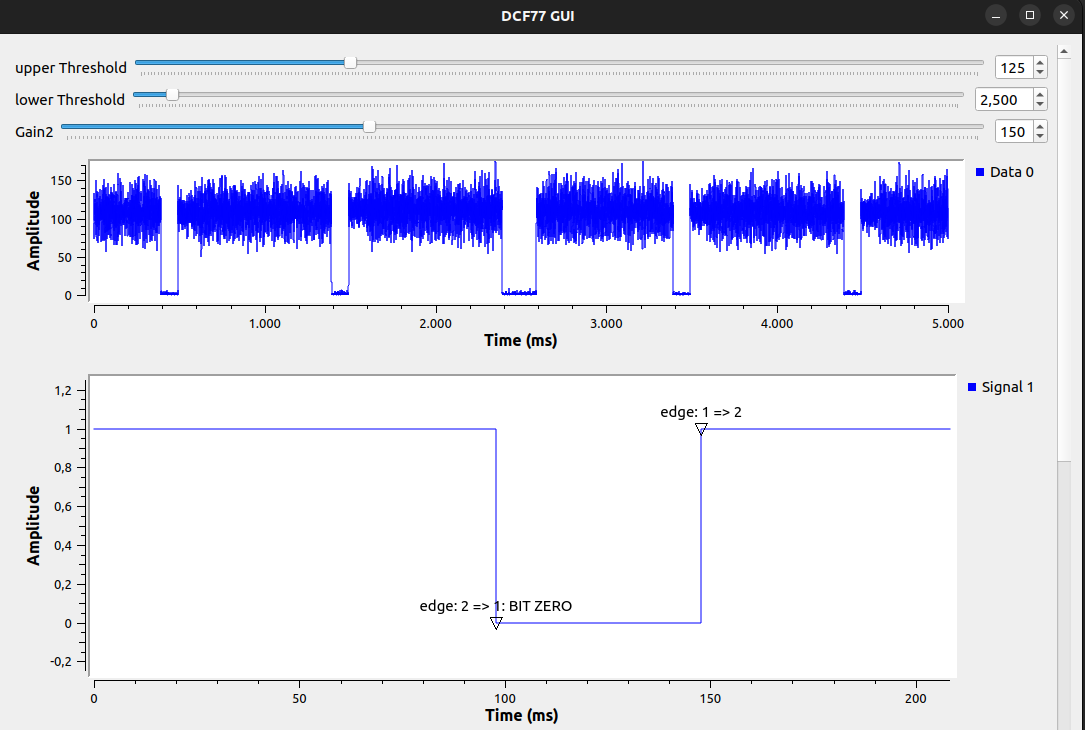 DCF77 GUI
upper Threshold 125
lower Threshold 2,500
Gain2 150
150
100
50
0
Amplitude
Data 0
0 1.000 2.000 3.000 4.000 5.000
Time (ms)
1,2
1
0,8
0,6
0,4
0,2
0
-0,2
Amplitude
Signal 1
edge: 1 => 2
edge: 2 => 1: BIT ZERO
0 50 100 150 200
Time (ms)